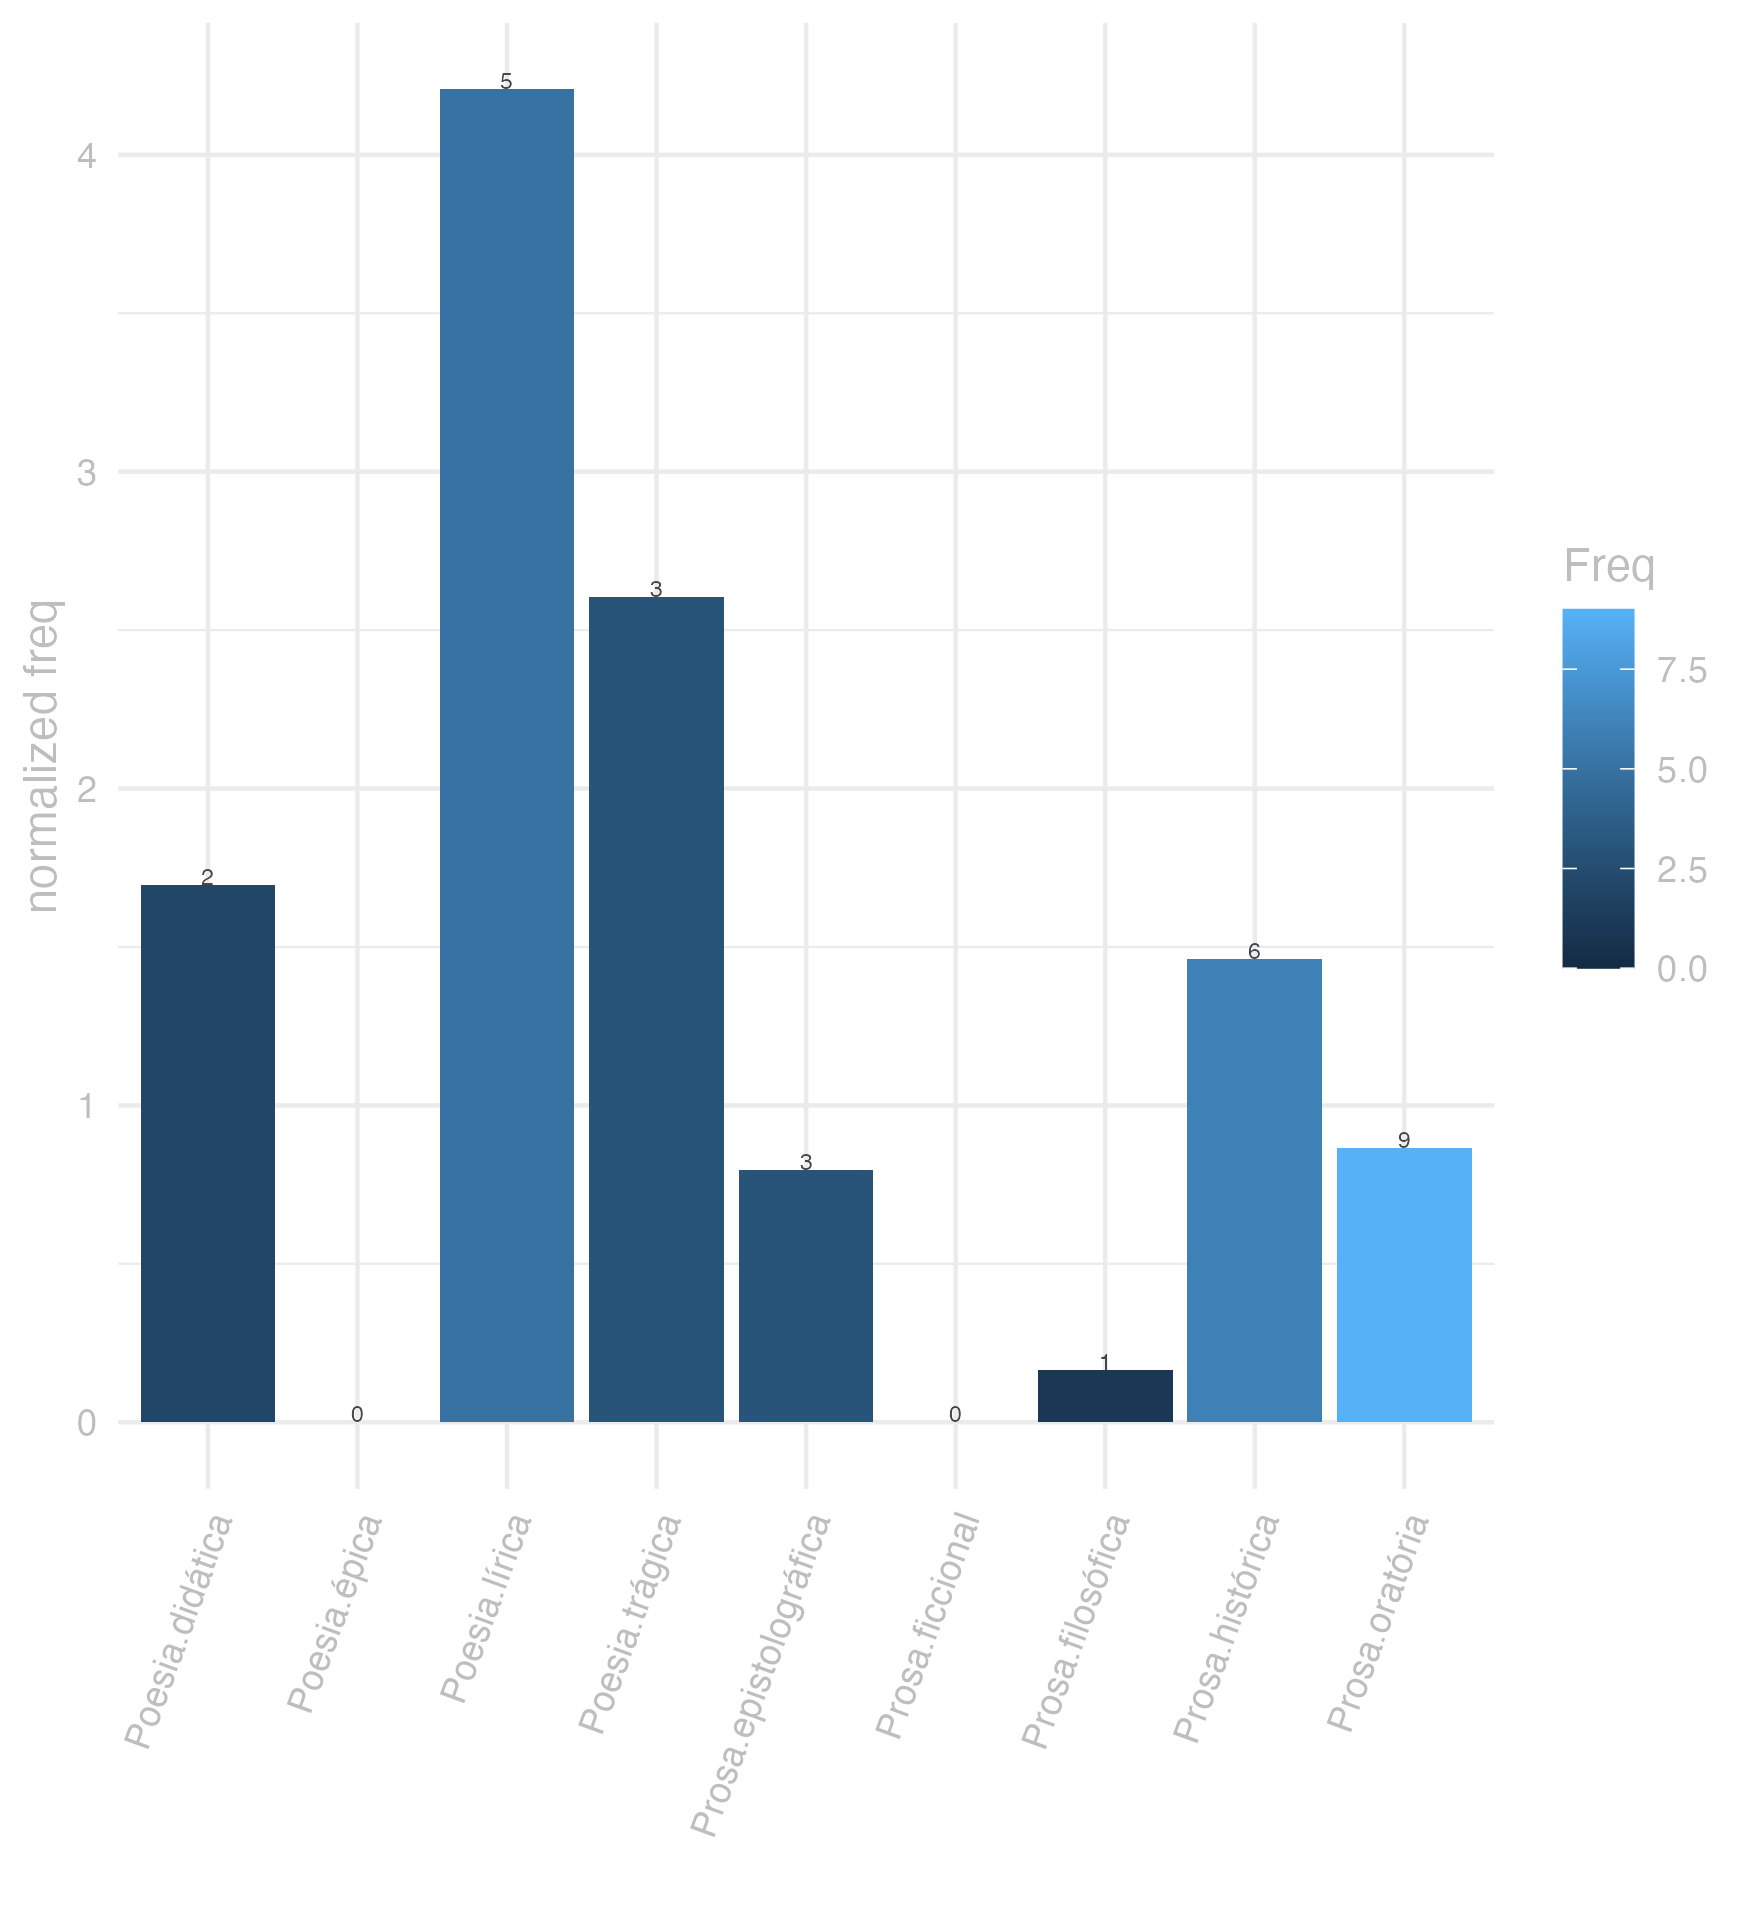 normalized freq
4
3
2
1
0
5
3
2
6
9
3
1
0
0
Poesia.didática
Poesia.épica
Poesia.lírica
Poesia.trágica
Prosa.epistolográfica
Prosa.ficcional
Prosa.filosófica
Prosa.histórica
Prosa.oratória
Freq
7.5
5.0
2.5
0.0